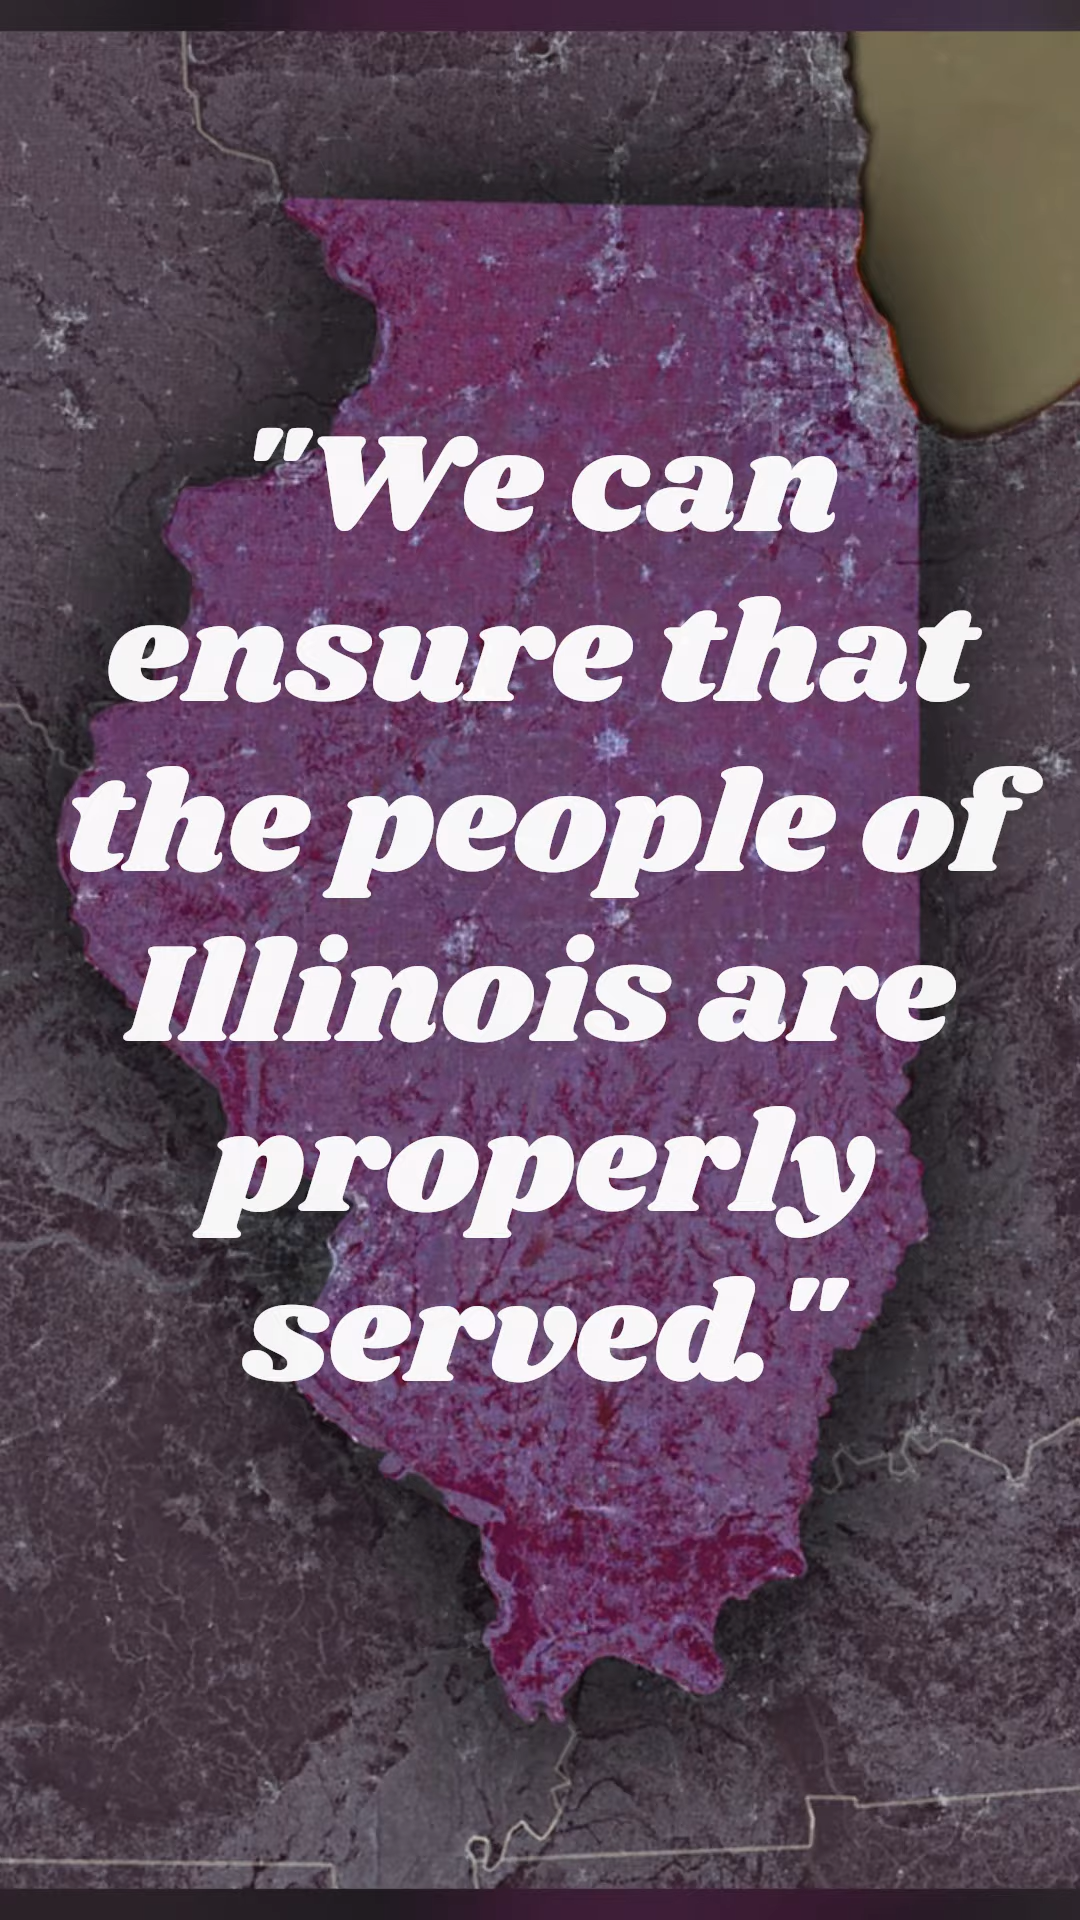 "We can
ensure that
the people of
Illinois are
properly
served."